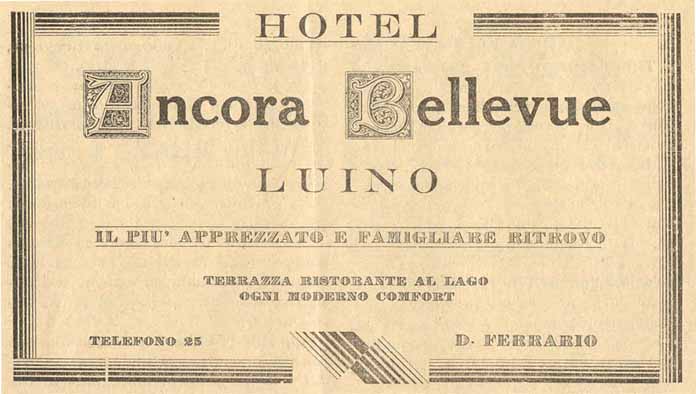 HOTEL
Ancora Bellevue
LUINO
IL PIU' APPREZZATO E FAMIGLIARE RITROVO
TERRAZZA RISTORANTE AL LAGO
OGNI MODERNO COMFORT
TELEFONO 25
D. FERRARIO